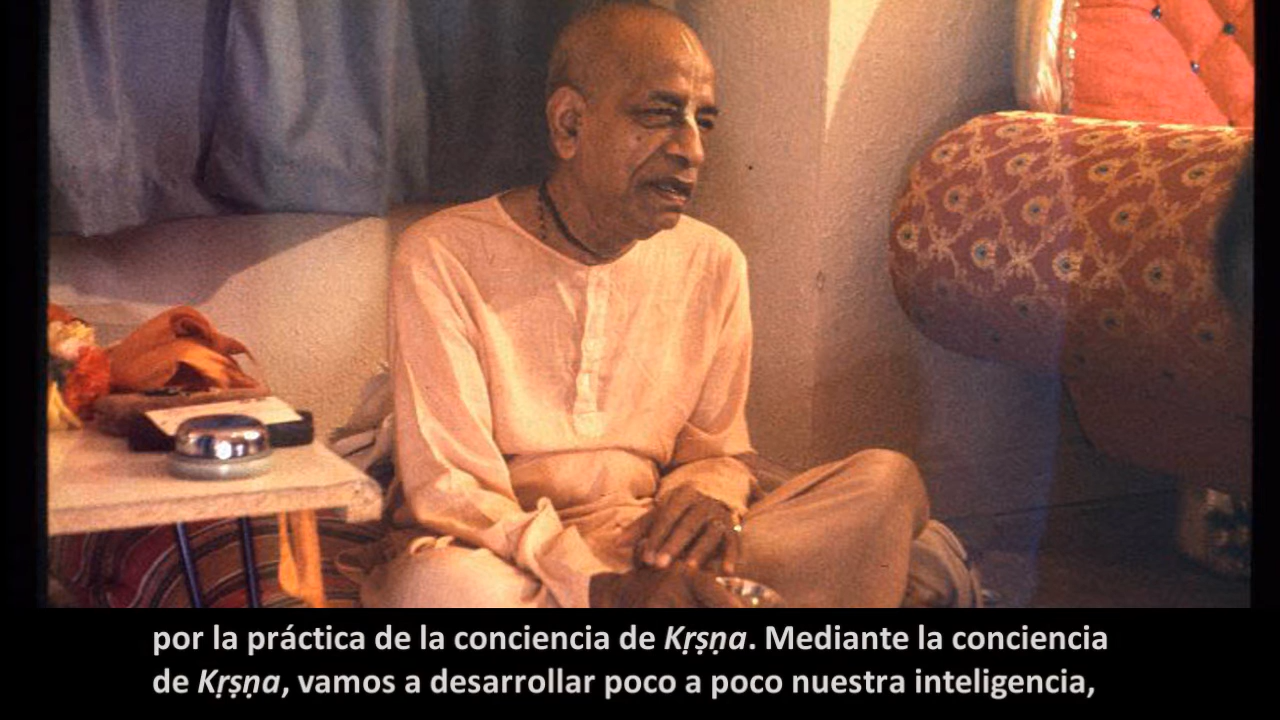 por la práctica de la conciencia de Kṛṣṇa. Mediante la conciencia
de Kṛṣṇa, vamos a desarrollar poco a poco nuestra inteligencia,